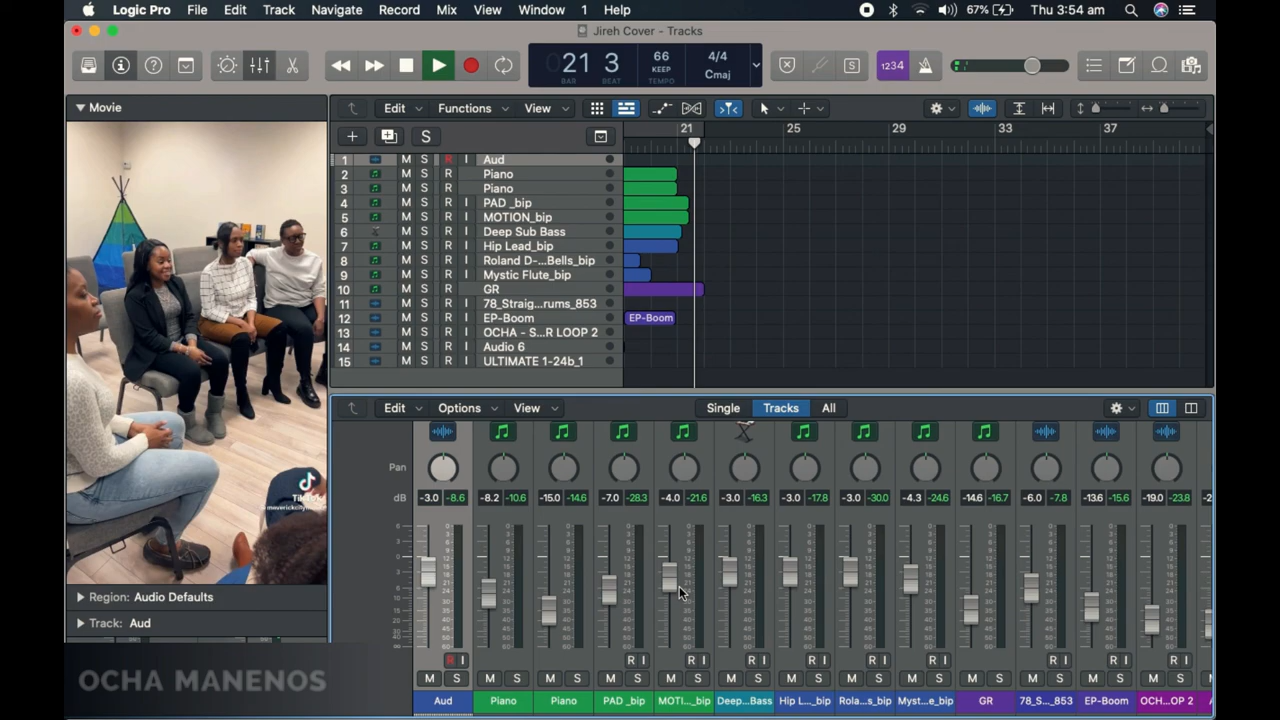 Logic Pro File Edit Track Navigate Record Mix View Window 1 Help 67% Thu 3:54 am
Jireh Cover - Tracks
21 3 66 4/4
KEEP Cmaj
BAR BEAT TEMPO
1234
Movie
Edit Functions View
S
21 25 29 33 37
1 M S R I Aud
2 M S R Piano
3 M S R Piano
4 M S R I PAD _bip
5 M S R I MOTION_bip
6 M S R I Deep Sub Bass
7 M S R I Hip Lead_bip
8 M S R I Roland D-...Bells_bip
9 M S R I Mystic Flute_bip
10 M S R GR
11 M S R I 78_Straig...rums_853
12 M S R I EP-Boom EP-Boom
13 M S R I OCHA - S...R LOOP 2
14 M S R I Audio 6
15 M S R I ULTIMATE 1-24b_1
Edit Options View Single Tracks All
Pan
dB -3.0 -8.6 -8.2 -10.6 -15.0 -14.6 -7.0 -28.3 -4.0 -21.6 -3.0 -16.3 -3.0 -17.8 -3.0 -30.0 -4.3 -24.6 -14.6 -16.7 -6.0 -7.8 -13.6 -15.6 -19.0 -23.8
R I R I R I R I R I R I R I R I R I R I
M S M S M S M S M S M S M S M S M S M S M S M S M S
Aud Piano Piano PAD _bip MOTI..._bip Deep...Bass Hip L..._bip Rola...s_bip Myst...e_bip GR 78_S..._853 EP-Boom OCH...OP 2
Region: Audio Defaults
Track: Aud
OCHA MANENOS